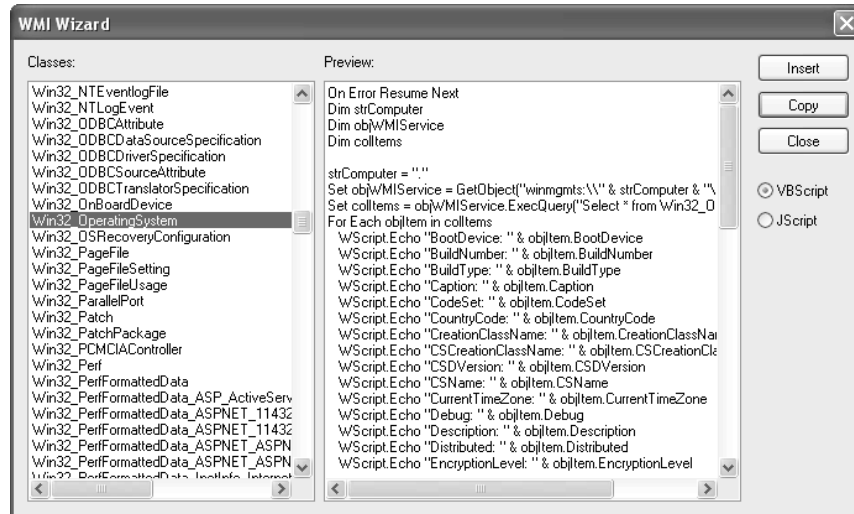 WMI Wizard
Classes:
Win32_NTEventlogFile
Win32_NTLogEvent
Win32_ODBCAttribute
Win32_ODBCDataSourceSpecification
Win32_ODBCDriverSpecification
Win32_ODBCSourceAttribute
Win32_ODBCTranslatorSpecification
Win32_OnBoardDevice
Win32_OperatingSystem
Win32_OSRecoveryConfiguration
Win32_PageFile
Win32_PageFileSetting
Win32_PageFileUsage
Win32_ParallelPort
Win32_Patch
Win32_PatchPackage
Win32_PCMCIAController
Win32_Perf
Win32_PerfFormattedData
Win32_PerfFormattedData_ASP_ActiveServ
Win32_PerfFormattedData_ASPNET_11432
Win32_PerfFormattedData_ASPNET_11432
Win32_PerfFormattedData_ASPNET_ASPN
Win32_PerfFormattedData_ASPNET_ASPN
Win32_PerfFormattedData_InetInfo_Internet
Preview:
On Error Resume Next
Dim strComputer
Dim objWMIService
Dim colItems
strComputer = "."
Set objWMIService = GetObject("winmgmts:\\" & strComputer & "\
Set colItems = objWMIService.ExecQuery("Select * from Win32_O
For Each objItem in colItems
WScript.Echo "BootDevice: " & objItem.BootDevice
WScript.Echo "BuildNumber: " & objItem.BuildNumber
WScript.Echo "BuildType: " & objItem.BuildType
WScript.Echo "Caption: " & objItem.Caption
WScript.Echo "CodeSet: " & objItem.CodeSet
WScript.Echo "CountryCode: " & objItem.CountryCode
WScript.Echo "CreationClassName: " & objItem.CreationClassNa
WScript.Echo "CSCreationClassName: " & objItem.CSCreationCla
WScript.Echo "CSDVersion: " & objItem.CSDVersion
WScript.Echo "CSName: " & objItem.CSName
WScript.Echo "CurrentTimeZone: " & objItem.CurrentTimeZone
WScript.Echo "Debug: " & objItem.Debug
WScript.Echo "Description: " & objItem.Description
WScript.Echo "Distributed: " & objItem.Distributed
WScript.Echo "EncryptionLevel: " & objItem.EncryptionLevel
Insert
Copy
Close
VBScript
JScript